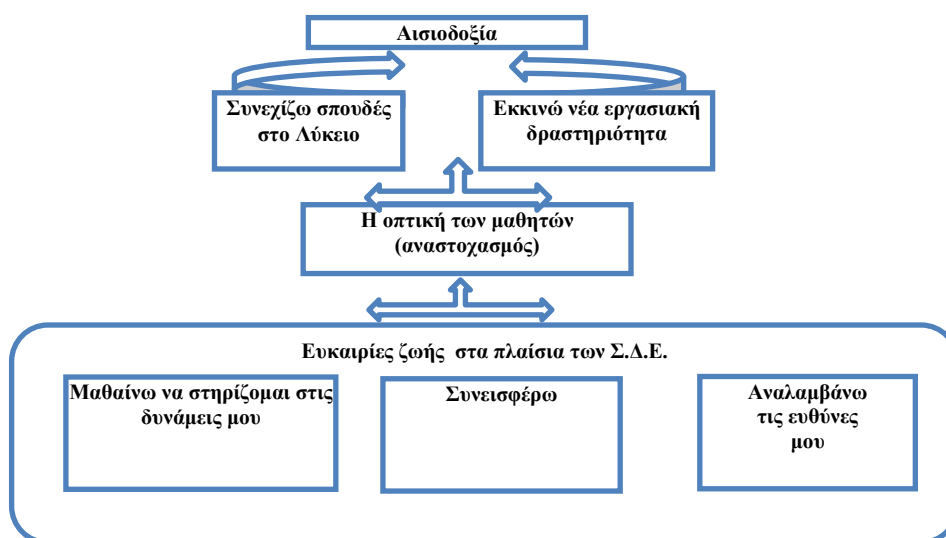 Αισιοδοξία
Συνεχίζω σπουδές
στο Λύκειο
Εκκινώ νέα εργασιακή
δραστηριότητα
Η οπτική των μαθητών
(αναστοχασμός)
Ευκαιρίες ζωής στα πλαίσια των Σ.Δ.Ε.
Μαθαίνω να στηρίζομαι στις
δυνάμεις μου
Συνεισφέρω
Αναλαμβάνω
τις ευθύνες
μου